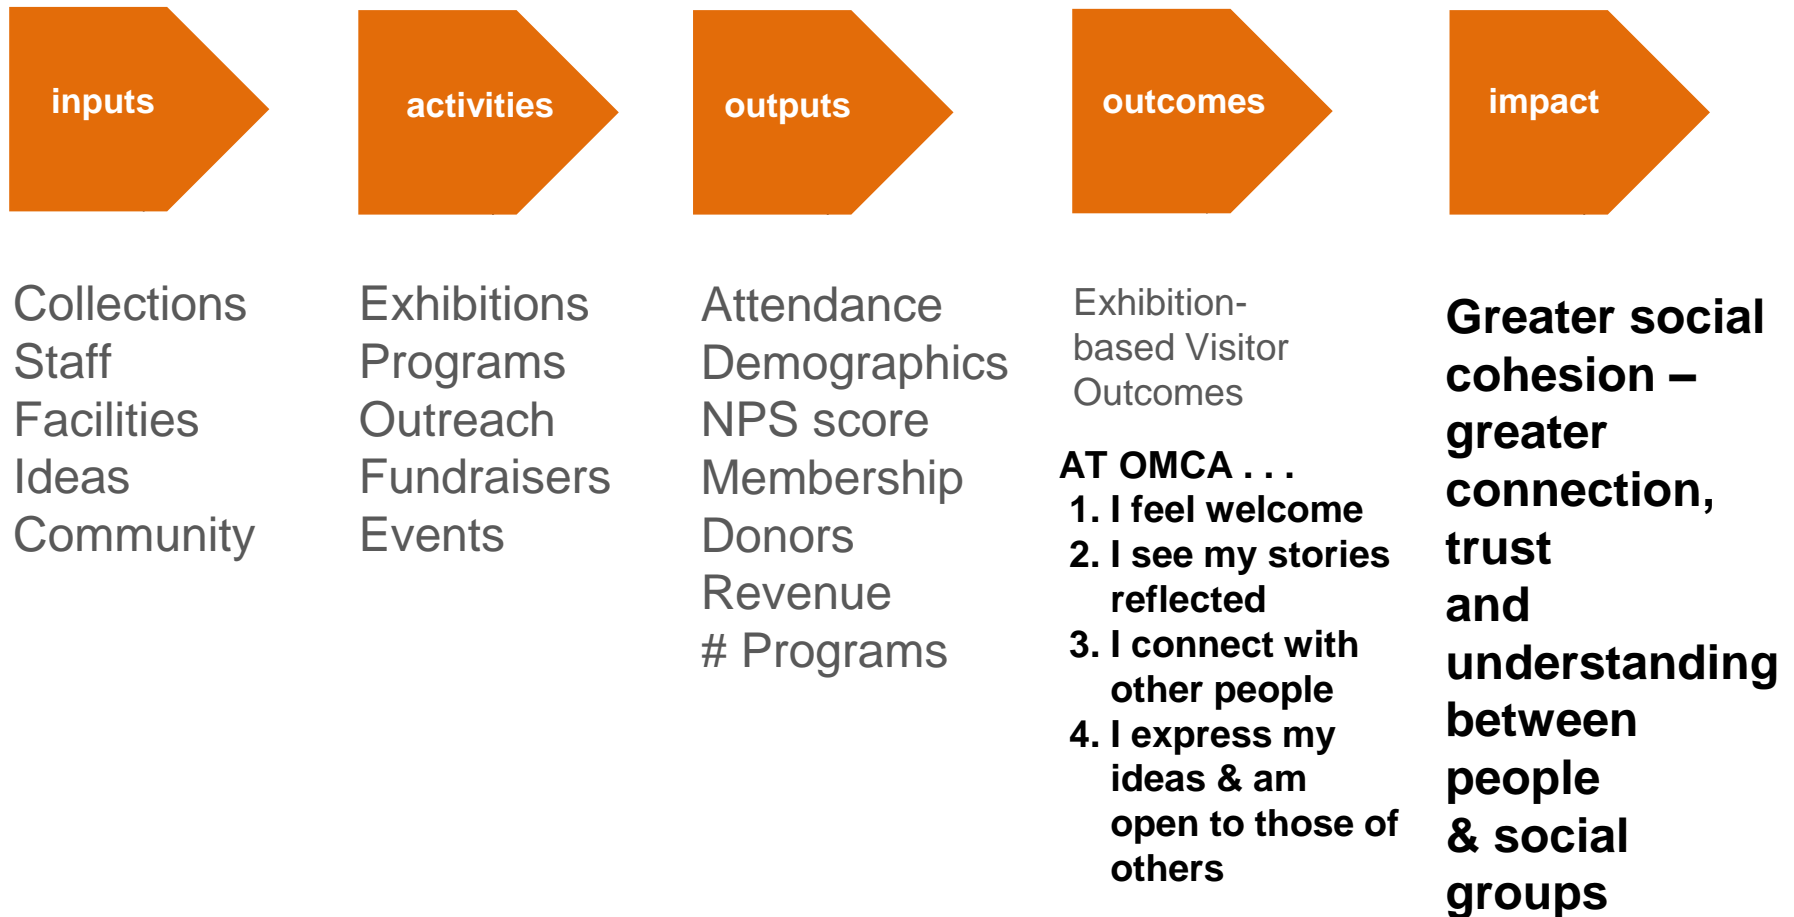 inputs
activities
outputs
outcomes
impact
Collections
Staff
Facilities
Ideas
Community
Exhibitions
Programs
Outreach
Fundraisers
Events
Attendance
Demographics
NPS score
Membership
Donors
Revenue
# Programs
Exhibition-
based Visitor
Outcomes
AT OMCA . . .
1. I feel welcome
2. I see my stories
reflected
3. I connect with
other people
4. I express my
ideas & am
open to those of
others
Greater social
cohesion –
greater
connection,
trust
and
understanding
between
people
& social
groups